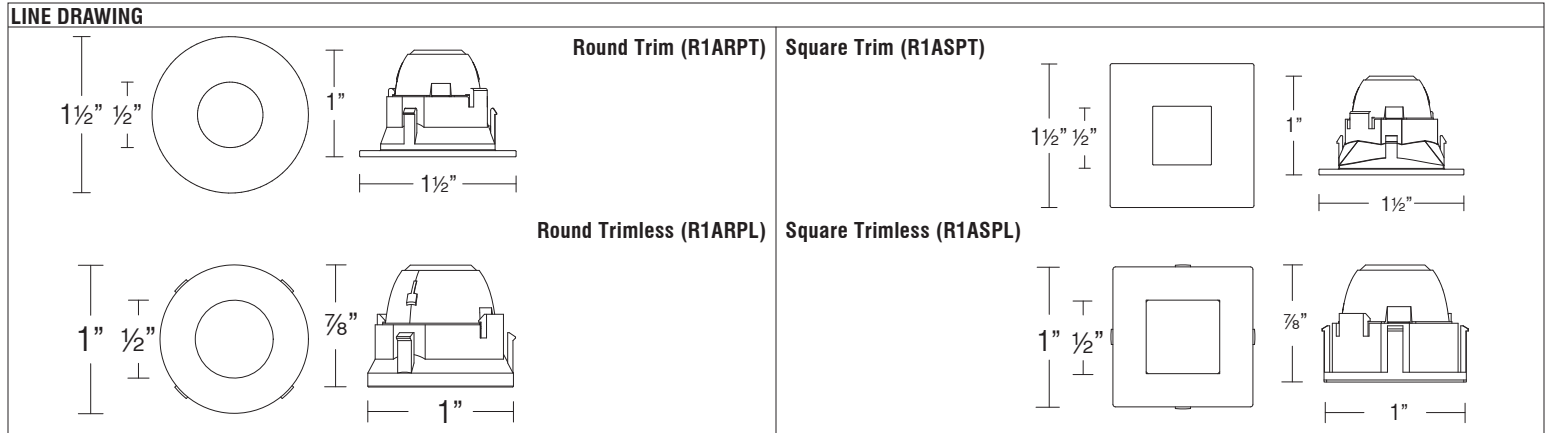 LINE DRAWING
Round Trim (R1ARPT)
1½” ½”
1”
1½”
Square Trim (R1ASPT)
1½” ½”
1”
1½”
Round Trimless (R1ARPL)
1” ½”
⅞”
1”
Square Trimless (R1ASPL)
1” ½”
⅞”
1”